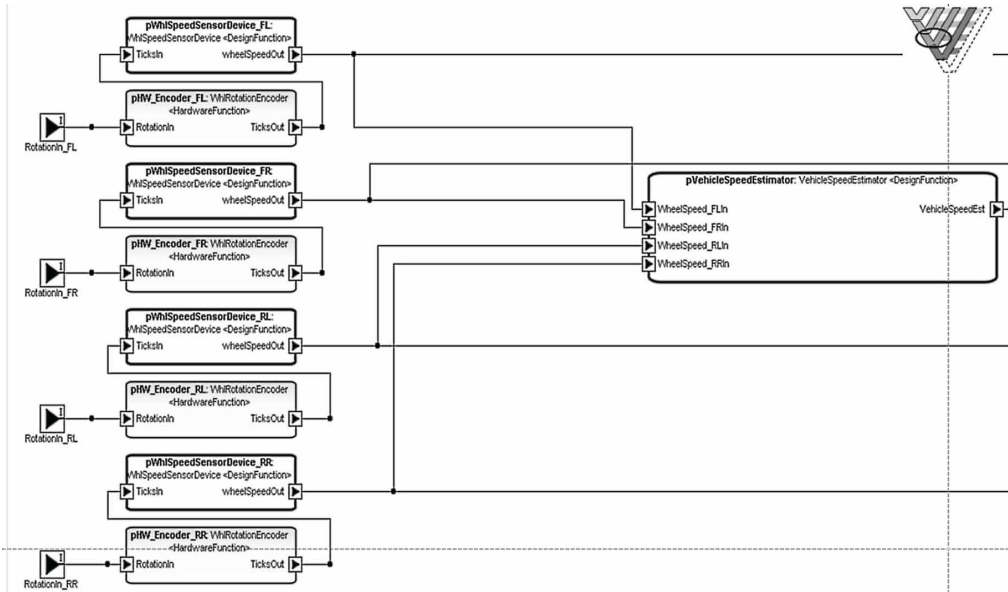 pWhlSpeedSensorDevice_FL:
WhlSpeedSensorDevice <DesignFunction>
TicksIn wheelSpeedOut
pHW_Encoder_FL: WhlRotationEncoder
<HardwareFunction>
RotationIn TicksOut
I
RotationIn_FL
pWhlSpeedSensorDevice_FR:
WhlSpeedSensorDevice <DesignFunction>
TicksIn wheelSpeedOut
pHW_Encoder_FR: WhlRotationEncoder
<HardwareFunction>
RotationIn TicksOut
I
RotationIn_FR
pWhlSpeedSensorDevice_RL:
WhlSpeedSensorDevice <DesignFunction>
TicksIn wheelSpeedOut
pHW_Encoder_RL: WhlRotationEncoder
<HardwareFunction>
RotationIn TicksOut
I
RotationIn_RL
pWhlSpeedSensorDevice_RR:
WhlSpeedSensorDevice <DesignFunction>
TicksIn wheelSpeedOut
pHW_Encoder_RR: WhlRotationEncoder
<HardwareFunction>
RotationIn TicksOut
I
RotationIn_RR
pVehicleSpeedEstimator: VehicleSpeedEstimator <DesignFunction>
WheelSpeed_FLIn VehicleSpeedEst
WheelSpeed_FRIn
WheelSpeed_RLIn
WheelSpeed_RRIn